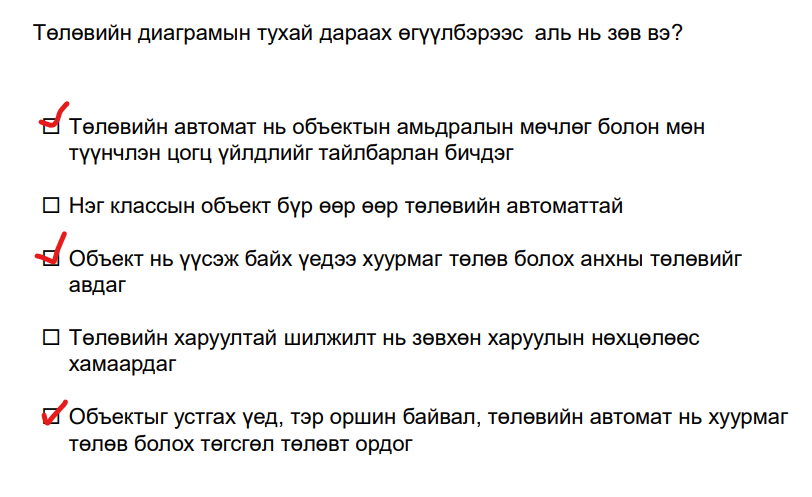 Төлөвийн диаграмын тухай дараах өгүүлбэрээс аль нь зөв вэ?
Төлөвийн автомат нь объектын амьдралын мөчлөг болон мөн
түүнчлэн цогц үйлдлийг тайлбарлан бичдэг
Нэг классын объект бүр өөр өөр төлөвийн автоматтай
Объект нь үүсэж байх үедээ хуурмаг төлөв болох анхны төлөвийг
авдаг
Төлөвийн харуултай шилжилт нь зөвхөн харуулын нөхцөлөөс
хамаардаг
Объектыг устгах үед, тэр оршин байвал, төлөвийн автомат нь хуурмаг
төлөв болох төгсгөл төлөвт ордог